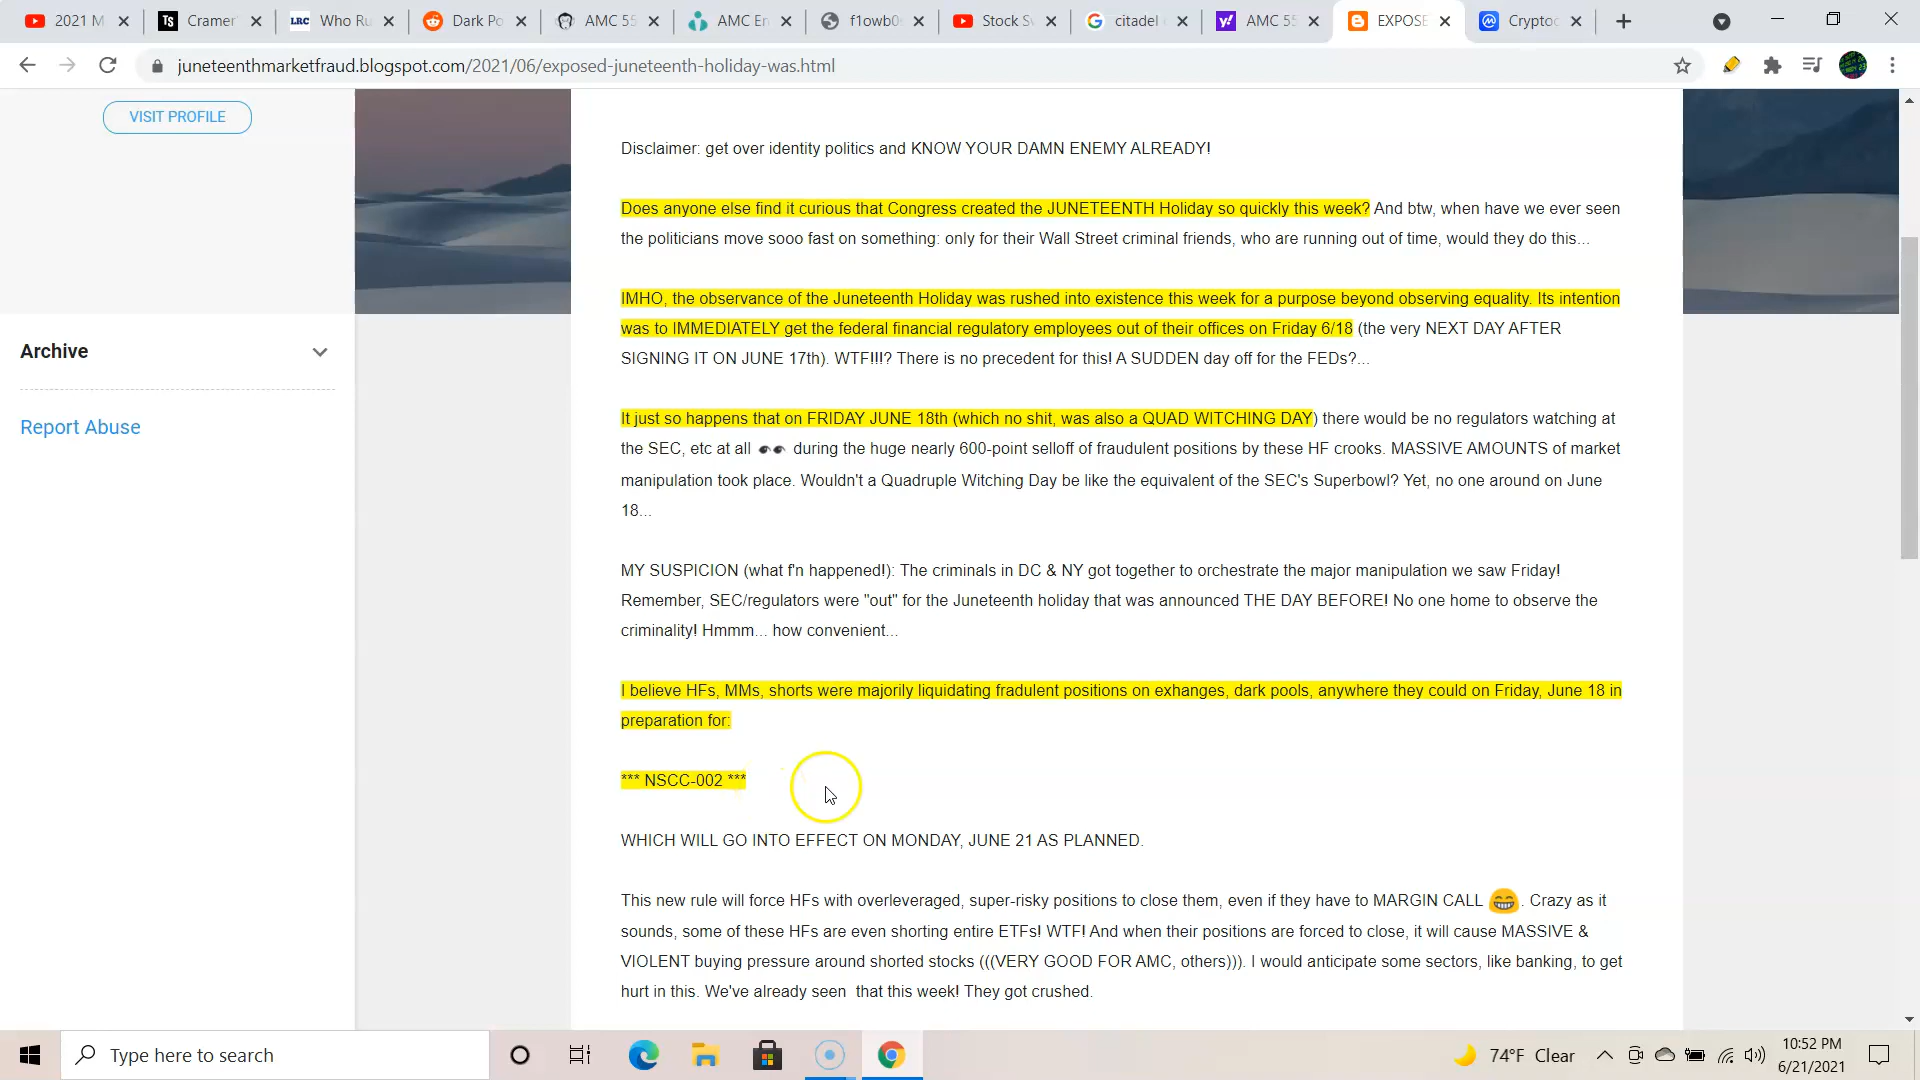 2021 M
Cramer
LRC Who Ru
Dark Po
AMC 55
AMC En
f1owb0
Stock S
citadel
AMC 55
EXPOSE
Cryptoc
juneteenthmarketfraud.blogspot.com/2021/06/exposed-juneteenth-holiday-was.html
VISIT PROFILE
Archive
Report Abuse
Disclaimer: get over identity politics and KNOW YOUR DAMN ENEMY ALREADY!
Does anyone else find it curious that Congress created the JUNETEENTH Holiday so quickly this week? And btw, when have we ever seen
the politicians move sooo fast on something: only for their Wall Street criminal friends, who are running out of time, would they do this...
IMHO, the observance of the Juneteenth Holiday was rushed into existence this week for a purpose beyond observing equality. Its intention
was to IMMEDIATELY get the federal financial regulatory employees out of their offices on Friday 6/18 (the very NEXT DAY AFTER
SIGNING IT ON JUNE 17th). WTF!!!? There is no precedent for this! A SUDDEN day off for the FEDs?...
It just so happens that on FRIDAY JUNE 18th (which no shit, was also a QUAD WITCHING DAY) there would be no regulators watching at
the SEC, etc at all 👀 during the huge nearly 600-point selloff of fraudulent positions by these HF crooks. MASSIVE AMOUNTS of market
manipulation took place. Wouldn't a Quadruple Witching Day be like the equivalent of the SEC's Superbowl? Yet, no one around on June
18...
MY SUSPICION (what f'n happened!): The criminals in DC & NY got together to orchestrate the major manipulation we saw Friday!
Remember, SEC/regulators were "out" for the Juneteenth holiday that was announced THE DAY BEFORE! No one home to observe the
criminality! Hmmm... how convenient...
I believe HFs, MMs, shorts were majorily liquidating fradulent positions on exhanges, dark pools, anywhere they could on Friday, June 18 in
preparation for:
*** NSCC-002 ***
WHICH WILL GO INTO EFFECT ON MONDAY, JUNE 21 AS PLANNED.
This new rule will force HFs with overleveraged, super-risky positions to close them, even if they have to MARGIN CALL 😁. Crazy as it
sounds, some of these HFs are even shorting entire ETFs! WTF! And when their positions are forced to close, it will cause MASSIVE &
VIOLENT buying pressure around shorted stocks (((VERY GOOD FOR AMC, others))). I would anticipate some sectors, like banking, to get
hurt in this. We've already seen  that this week! They got crushed.
Type here to search
74°F Clear
10:52 PM
6/21/2021